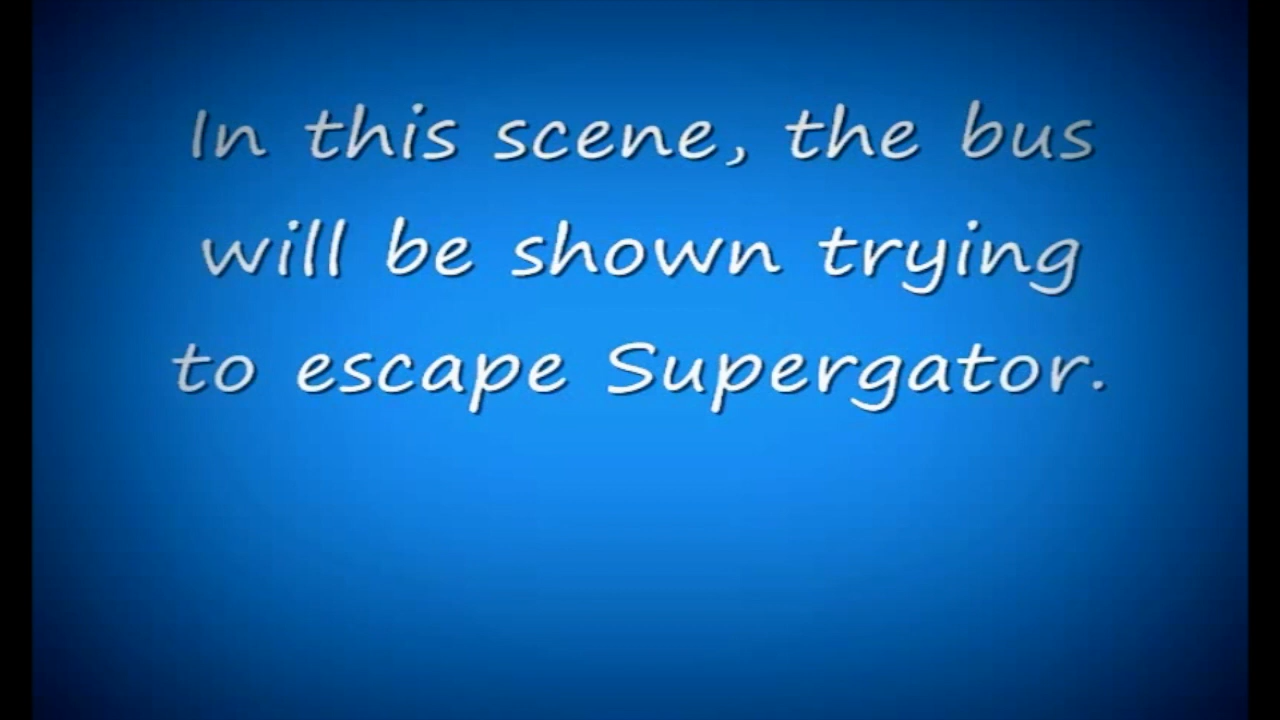 In this scene, the bus
will be shown trying
to escape Supergator.